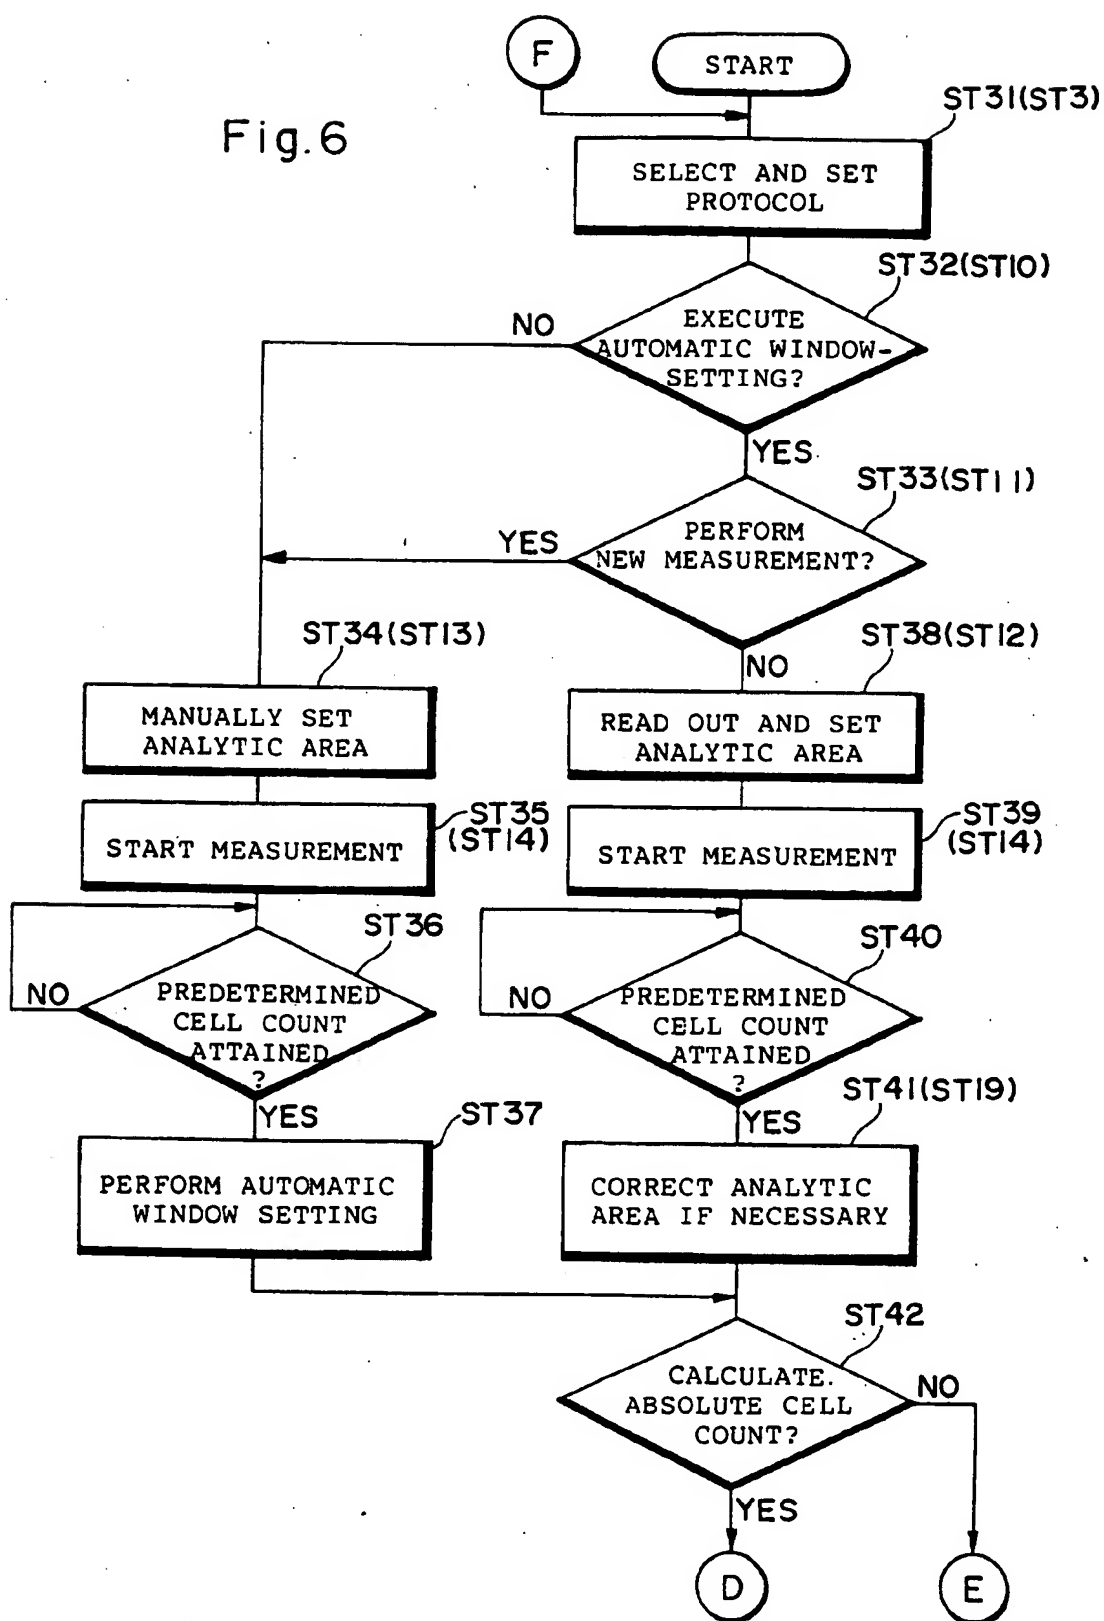 F
START
Fig.6
ST31(ST3)
SELECT AND SET
PROTOCOL
ST32(ST10)
NO
EXECUTE
AUTOMATIC WINDOW-
SETTING?
YES
ST33(ST11)
YES
PERFORM
NEW MEASUREMENT?
NO
ST34(ST13)
MANUALLY SET
ANALYTIC AREA
ST38(ST12)
READ OUT AND SET
ANALYTIC AREA
ST35
(ST14)
START MEASUREMENT
ST39
(ST14)
START MEASUREMENT
ST36
NO
PREDETERMINED
CELL COUNT
ATTAINED
?
YES
ST40
NO
PREDETERMINED
CELL COUNT
ATTAINED
?
YES
ST37
PERFORM AUTOMATIC
WINDOW SETTING
ST41(ST19)
CORRECT ANALYTIC
AREA IF NECESSARY
ST42
CALCULATE.
ABSOLUTE CELL
COUNT?
NO
YES
D
E